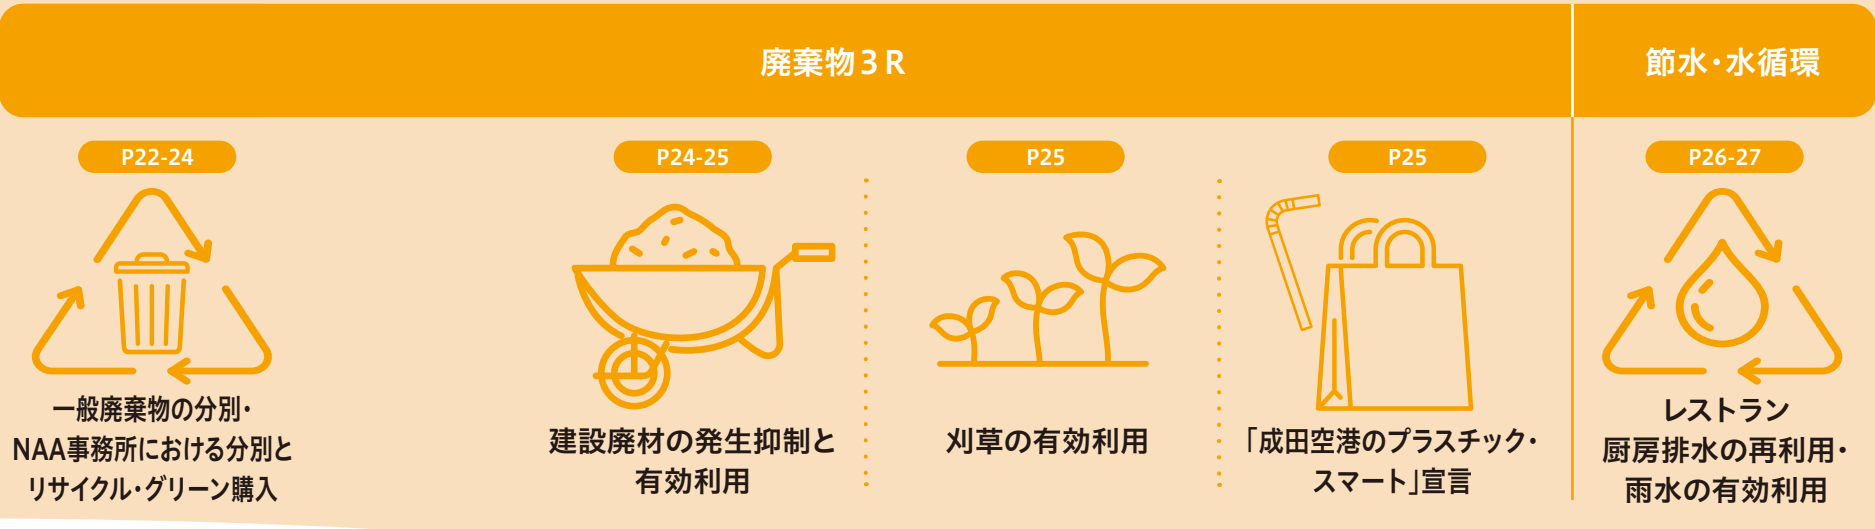 廃棄物3R
節水・水循環
P22-24
一般廃棄物の分別・
NAA事務所における分別と
リサイクル・グリーン購入
P24-25
建設廃材の発生抑制と
有効利用
P25
刈草の有効利用
P25
「成田空港のプラスチック・
スマート」宣言
P26-27
レストラン
厨房排水の再利用・
雨水の有効利用